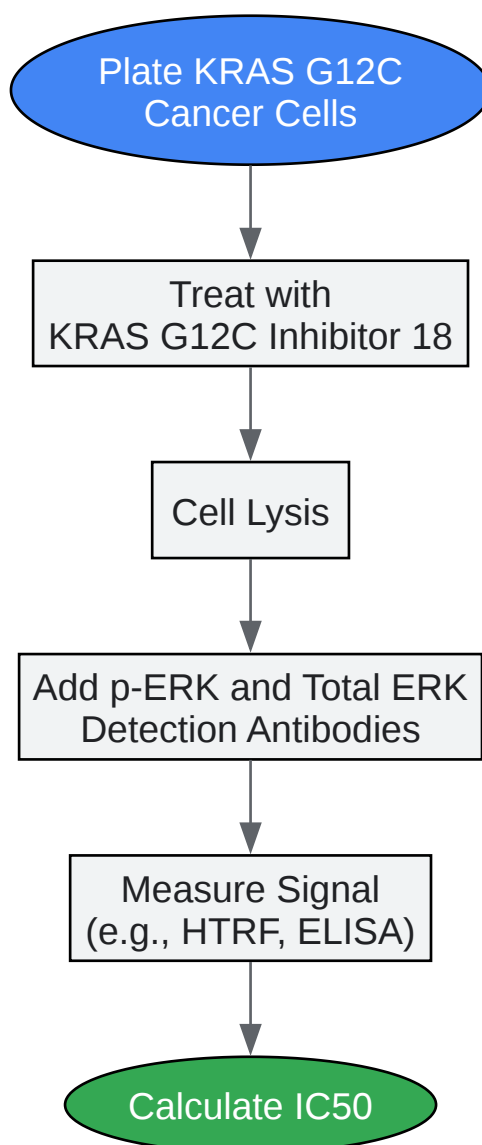 Plate KRAS G12C
Cancer Cells
Treat with
KRAS G12C Inhibitor 18
Cell Lysis
Add p-ERK and Total ERK
Detection Antibodies
Measure Signal
(e.g., HTRF, ELISA)
Calculate IC50